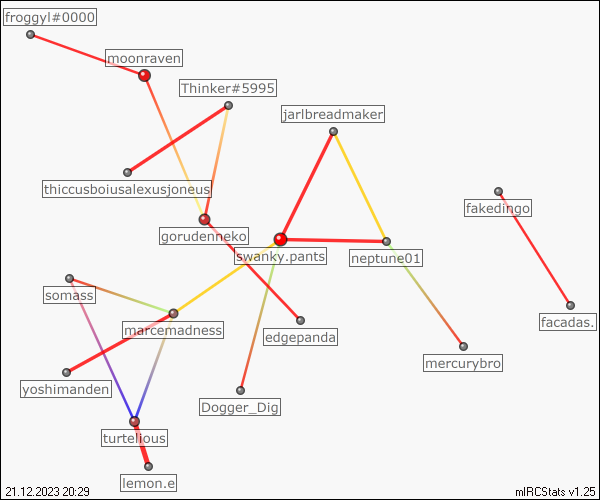 froggyl#0000
moonraven
Thinker#5995
jarlbreadmaker
thiccusboiusalexusjoneus
fakedingo
gorudenneko
swanky.pants
neptune01
somass
marcemadness
edgepanda
facadas.
yoshimanden
mercurybro
Dogger_Dig
turtelious
lemon.e
21.12.2023 20:29
mIRCStats v1.25